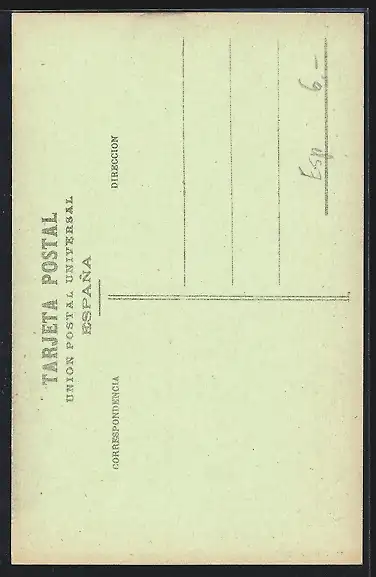 TARJETA POSTAL
UNION POSTAL UNIVERSAL
ESPAÑA
CORRESPONDENCIA
DIRECCION
Esp 6 –